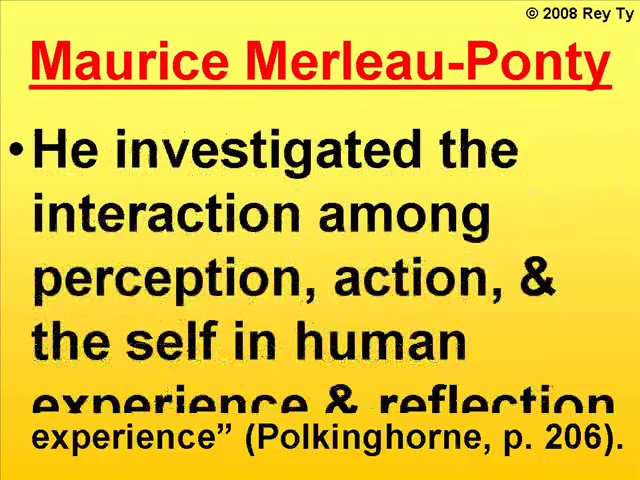 © 2008 Rey Ty
Maurice Merleau-Ponty
• He investigated the
interaction among
perception, action, &
the self in human
experience & reflection
experience” (Polkinghorne, p. 206).